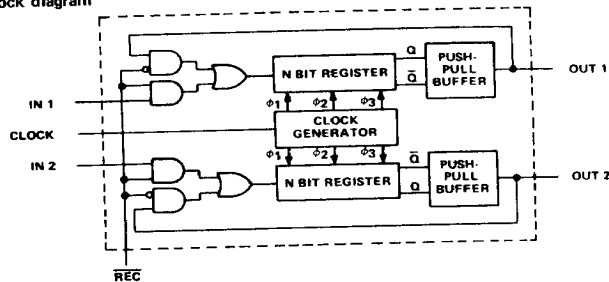 ock diagram
Q
N BIT REGISTER
Q̅
PUSH-
PULL
BUFFER
OUT 1
IN 1
ϕ1 ϕ2 ϕ3
CLOCK
CLOCK
GENERATOR
IN 2
ϕ1 ϕ2 ϕ3
Q̅
N BIT REGISTER
Q
PUSH-
PULL
BUFFER
OUT 2
R̅E̅C̅